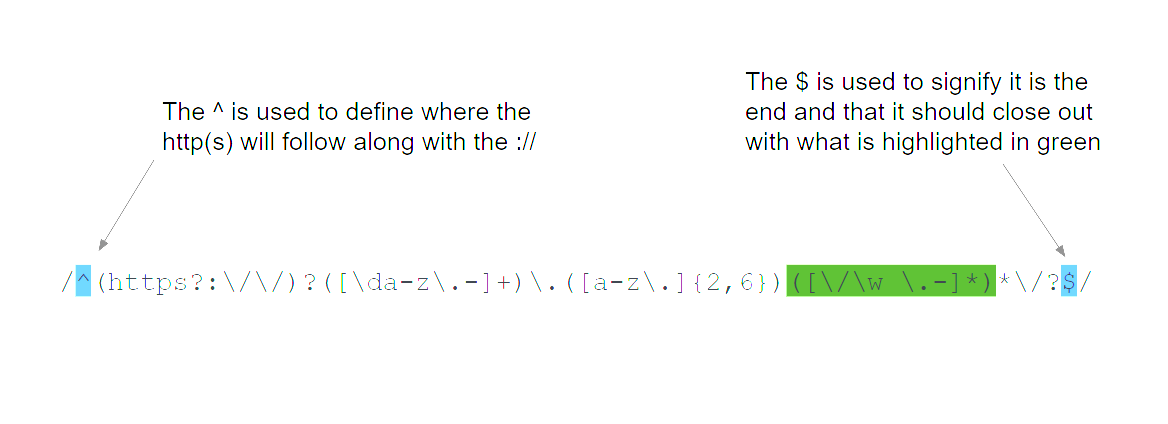 The $ is used to signify it is the
end and that it should close out
with what is highlighted in green
The ^ is used to define where the
http(s) will follow along with the ://
/^(https?:\/\/)?([\da-z\.-]+)\.([a-z\.]{2,6})([\/\w \.-]*)*\/?$/